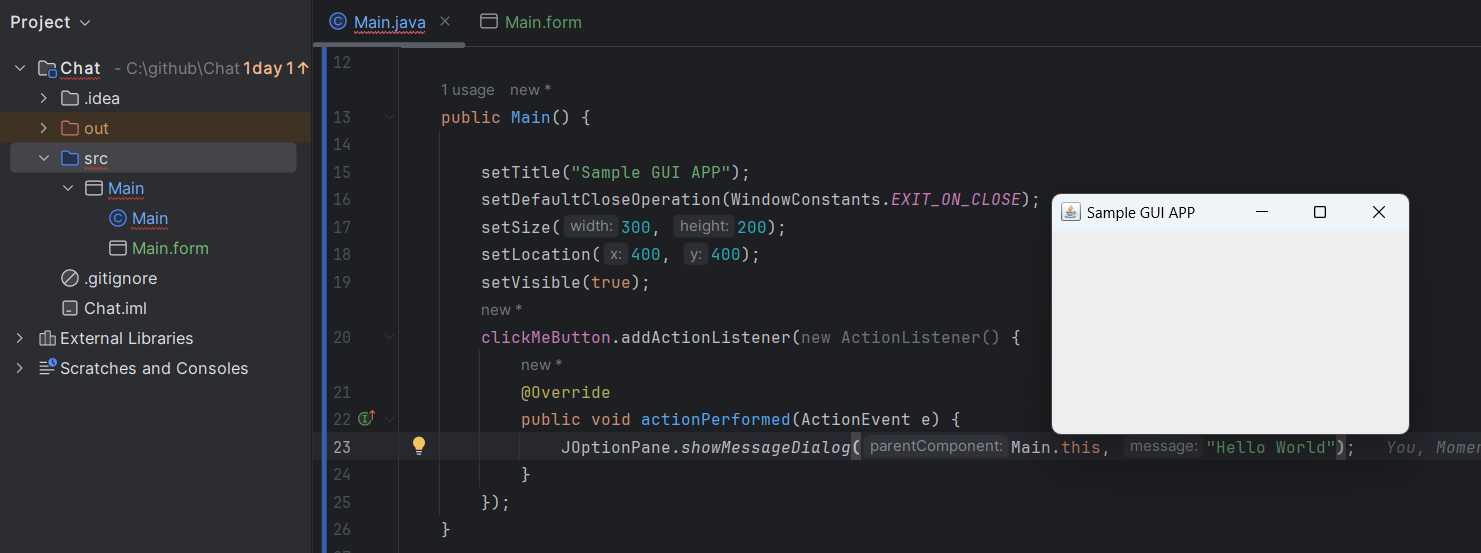 Project
Chat - C:\github\Chat 1 day 1↑
.idea
out
src
Main
Main
Main.form
.gitignore
Chat.iml
External Libraries
Scratches and Consoles
Main.java
Main.form
12
1 usage new *
13 public Main() {
14
15 setTitle("Sample GUI APP");
16 setDefaultCloseOperation(WindowConstants.EXIT_ON_CLOSE);
17 setSize( width: 300, height: 200);
18 setLocation( x: 400, y: 400);
19 setVisible(true);
new *
20 clickMeButton.addActionListener(new ActionListener() {
new *
21 @Override
22 public void actionPerformed(ActionEvent e) {
23 JOptionPane.showMessageDialog( parentComponent: Main.this, message: "Hello World"); You, Momen
24 }
25 });
26 }
Sample GUI APP